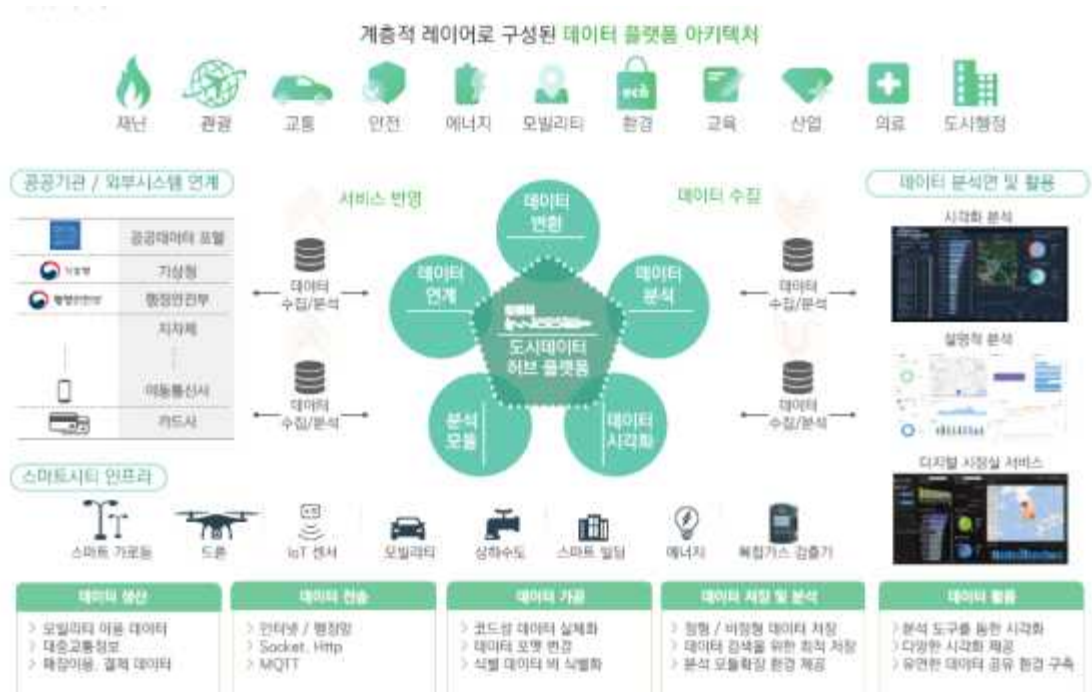 계층적 레이어로 구성된 데이터 플랫폼 아키텍처
재난 관광 교통 안전 에너지 모빌리티 환경 교육 산업 의료 도시행정
공공기관 / 외부시스템 연계
공공데이터 포털
기상청 기상청
행정안전부 행정안전부
지자체
이동통신사
카드사
서비스 반영
데이터 수집
데이터
수집/분석
데이터
수집/분석
데이터
변환
데이터
연계
데이터
분석
도시데이터
허브 플랫폼
분석
모듈
데이터
시각화
데이터
수집/분석
데이터
수집/분석
데이터 분석면 및 활용
시각화 분석
설명적 분석
디지털 시장실 서비스
스마트시티 인프라
스마트 가로등 드론 IoT 센서 모빌리티 상하수도 스마트 빌딩 에너지 복합가스 검출기
데이터 생산
> 모빌리티 이용 데이터
> 대중교통정보
> 매장이용, 결제 데이터
데이터 전송
> 인터넷 / 행정망
> Socket, Http
> MQTT
데이터 가공
> 코드성 데이터 실체화
> 데이터 포맷 변경
> 식별 데이터 비 식별화
데이터 저장 및 분석
> 정형 / 비정형 데이터 저장
> 데이터 검색을 위한 최적 저장
> 분석 모듈확장 환경 제공
데이터 활용
> 분석 도구를 통한 시각화
> 다양한 시각화 제공
> 유연한 데이터 공유 환경 구축